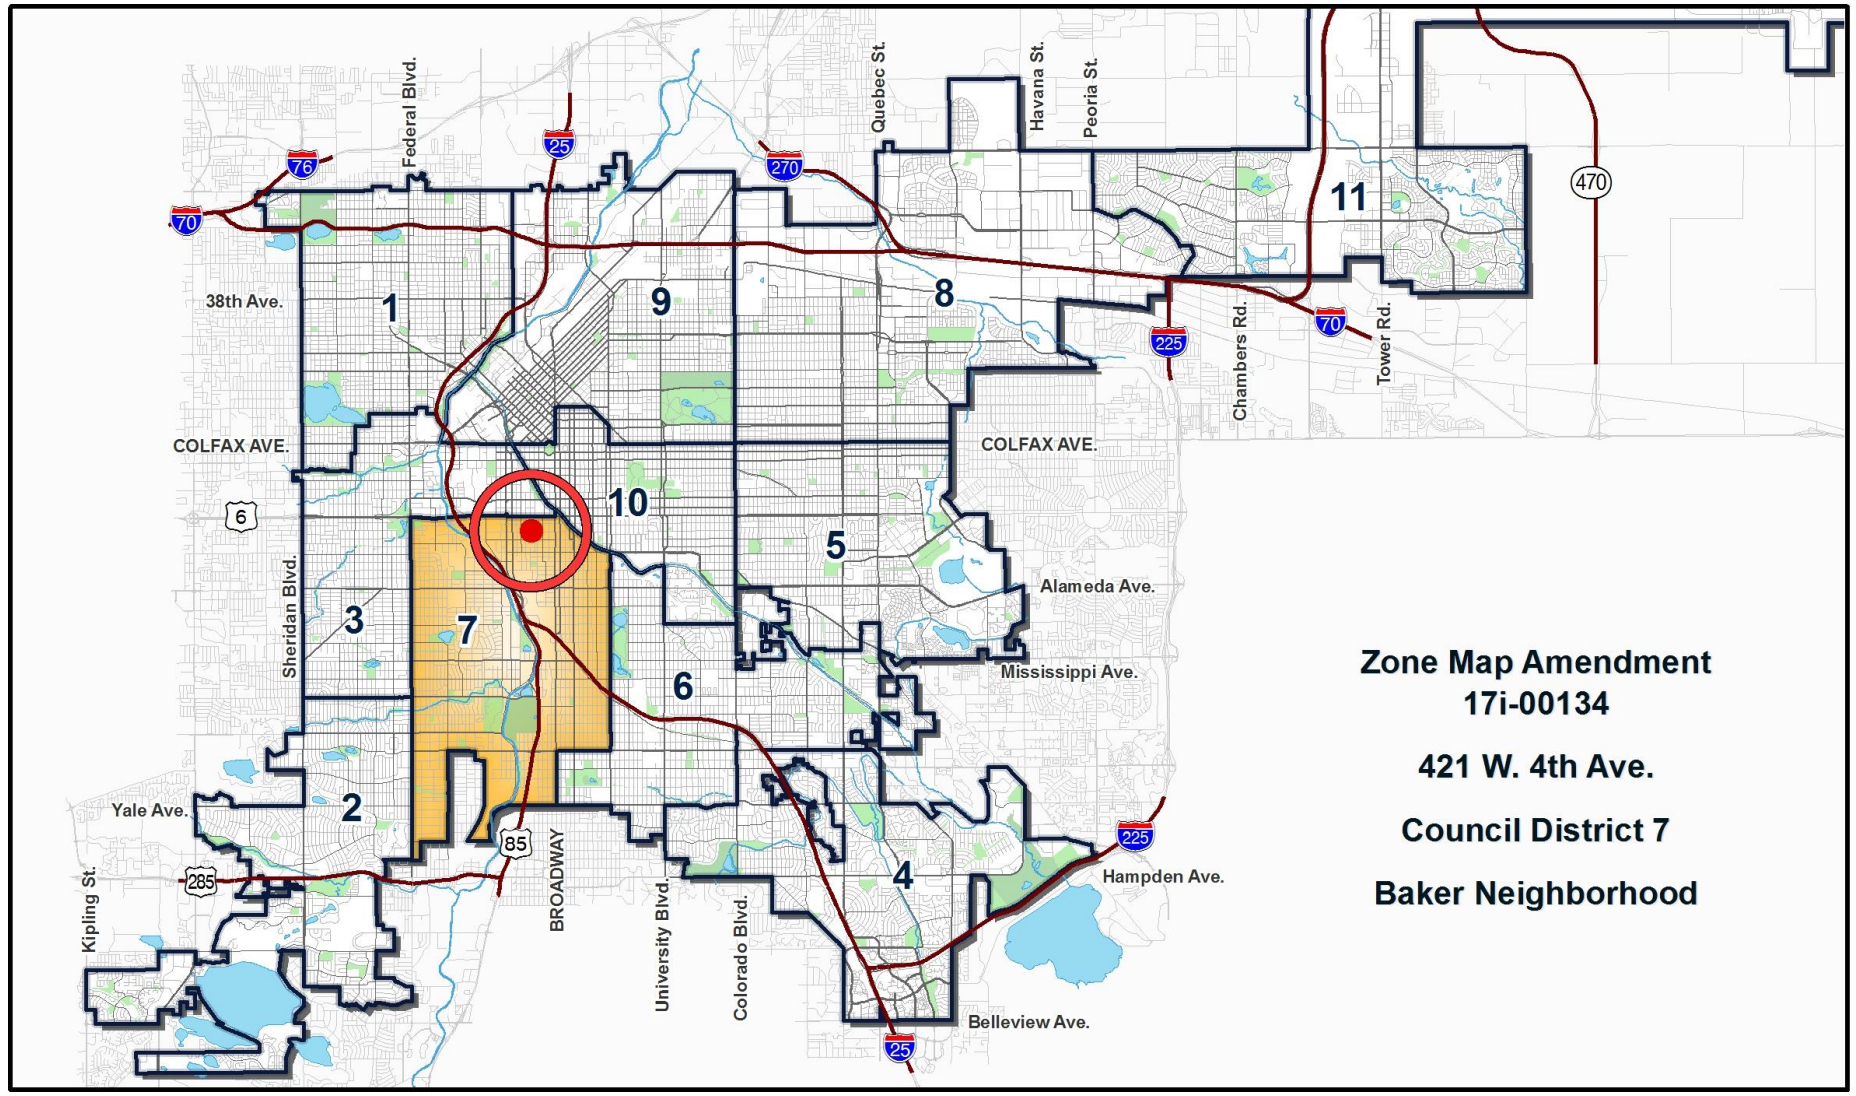 Federal Blvd.
Quebec St.
Havana St.
Peoria St.
25
76
270
470
11
70
38th Ave.
1
9
8
225
70
Chambers Rd.
Tower Rd.
COLFAX AVE.
COLFAX AVE.
10
6
5
Sheridan Blvd.
Alameda Ave.
3
7
Mississippi Ave.
6
Zone Map Amendment
17i-00134
421 W. 4th Ave.
Council District 7
Baker Neighborhood
Yale Ave.
2
85
225
285
Kipling St.
BROADWAY
University Blvd.
Colorado Blvd.
4
Hampden Ave.
Belleview Ave.
25